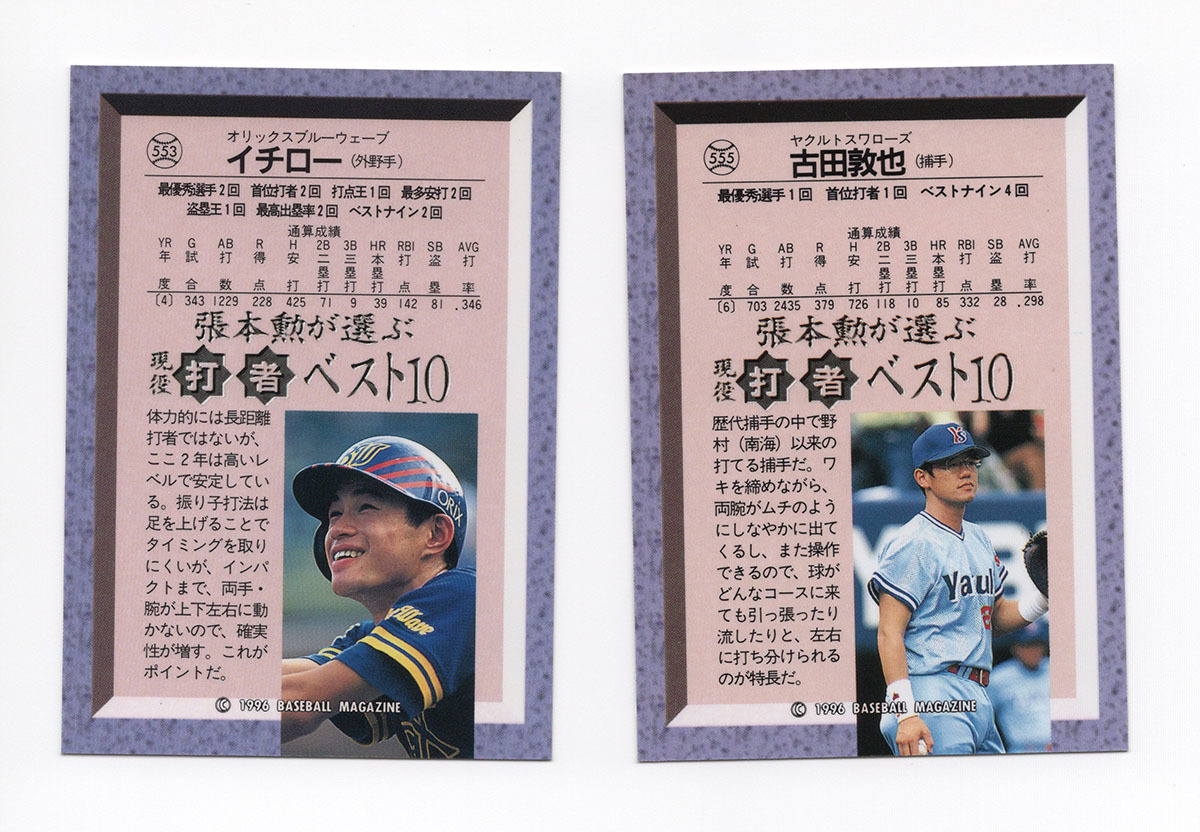 553
オリックスブルーウェーブ
イチロー（外野手）
最優秀選手2回 首位打者2回 打点王1回 最多安打2回
盗塁王1回 最高出塁率2回 ベストナイン2回
通算成績
YR G AB R H 2B 3B HR RBI SB AVG
年 試 打 得 安 二 三 本 打 盗 打
塁 塁 塁
度 合 数 点 打 打 打 打 点 塁 率
〔4〕 343 1229 228 425 71 9 39 142 81 .346
張本勲が選ぶ
現役打者ベスト10
体力的には長距離
打者ではないが、
ここ2年は高いレ
ベルで安定してい
る。振り子打法は
足を上げることで
タイミングを取り
にくいが、インパ
クトまで、両手・
腕が上下左右に動
かないので、確実
性が増す。これが
ポイントだ。
ORIX
Wave
© 1996 BASEBALL MAGAZINE
555
ヤクルトスワローズ
古田敦也（捕手）
最優秀選手1回 首位打者1回 ベストナイン4回
通算成績
YR G AB R H 2B 3B HR RBI SB AVG
年 試 打 得 安 二 三 本 打 盗 打
塁 塁 塁
度 合 数 点 打 打 打 打 点 塁 率
〔6〕 703 2435 379 726 118 10 85 332 28 .298
張本勲が選ぶ
現役打者ベスト10
歴代捕手の中で野
村（南海）以来の
打てる捕手だ。ワ
キを締めながら、
両腕がムチのよう
にしなやかに出て
くるし、また操作
できるので、球が
どんなコースに来
ても引っ張ったり
流したりと、左右
に打ち分けられる
のが特長だ。
Yaul
© 1996 BASEBALL MAGAZINE